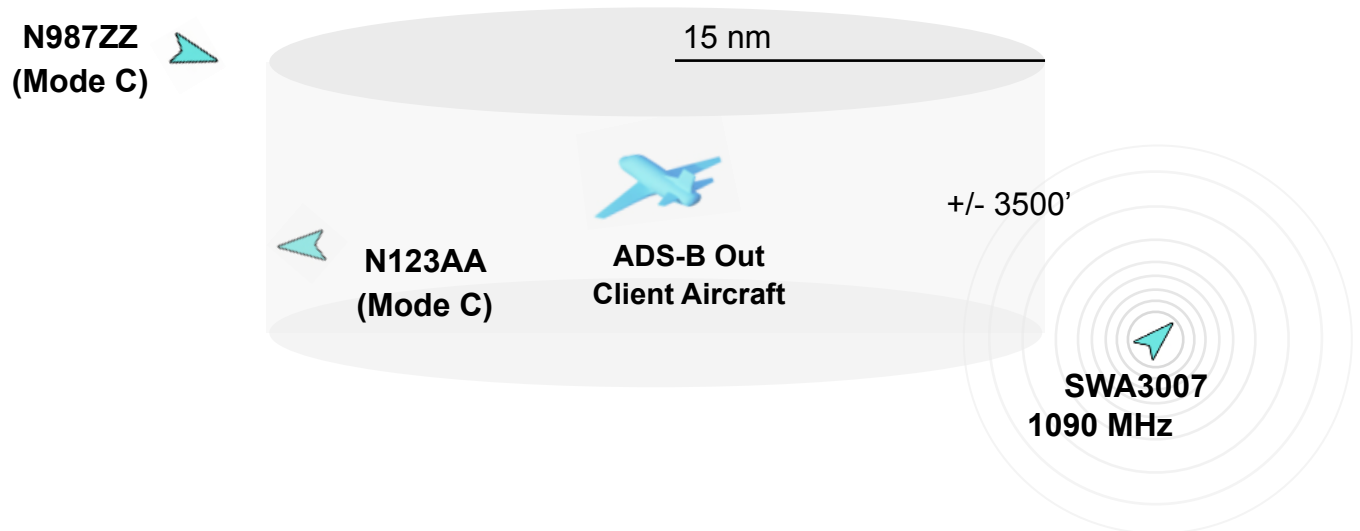 N987ZZ
(Mode C)
15 nm
+/- 3500’
N123AA
(Mode C)
ADS-B Out
Client Aircraft
SWA3007
1090 MHz